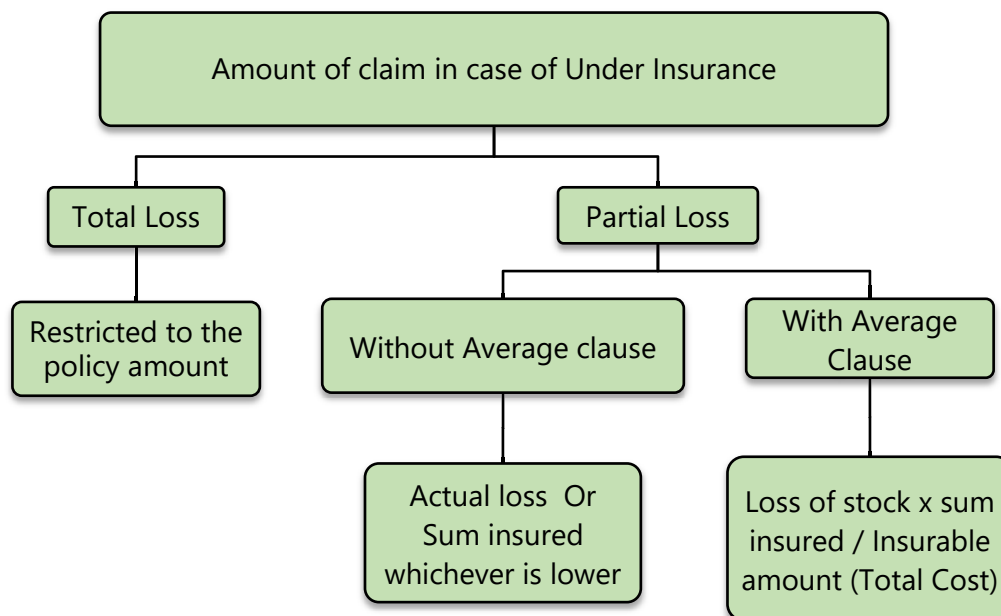 Amount of claim in case of Under Insurance
Total Loss
Partial Loss
Restricted to the
policy amount
Without Average clause
With Average
Clause
Actual loss  Or
Sum insured
whichever is lower
Loss of stock x sum
insured / Insurable
amount (Total Cost)